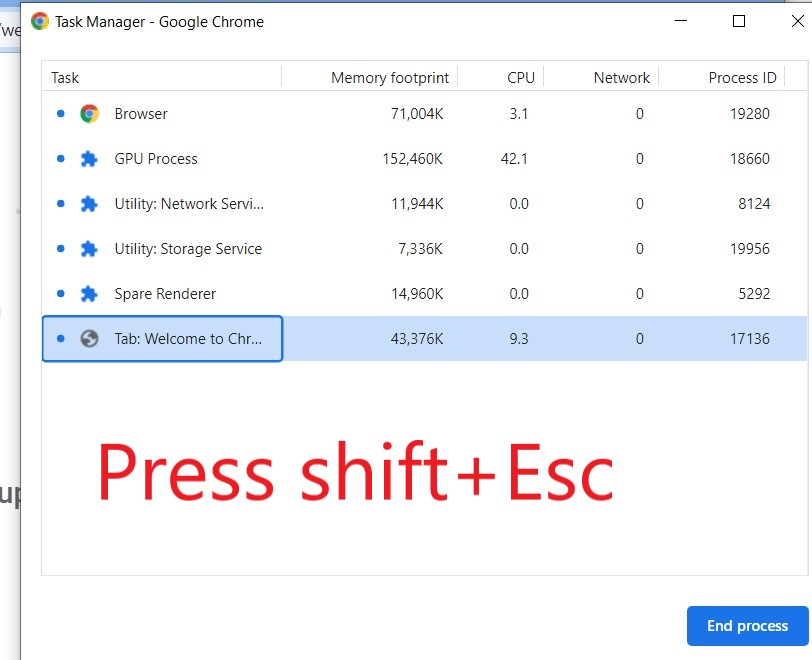 /we
Task Manager - Google Chrome
Task Memory footprint CPU Network Process ID
Browser 71,004K 3.1 0 19280
GPU Process 152,460K 42.1 0 18660
Utility: Network Servi... 11,944K 0.0 0 8124
Utility: Storage Service 7,336K 0.0 0 19956
Spare Renderer 14,960K 0.0 0 5292
Tab: Welcome to Chr... 43,376K 9.3 0 17136
Press shift+Esc
up
End process